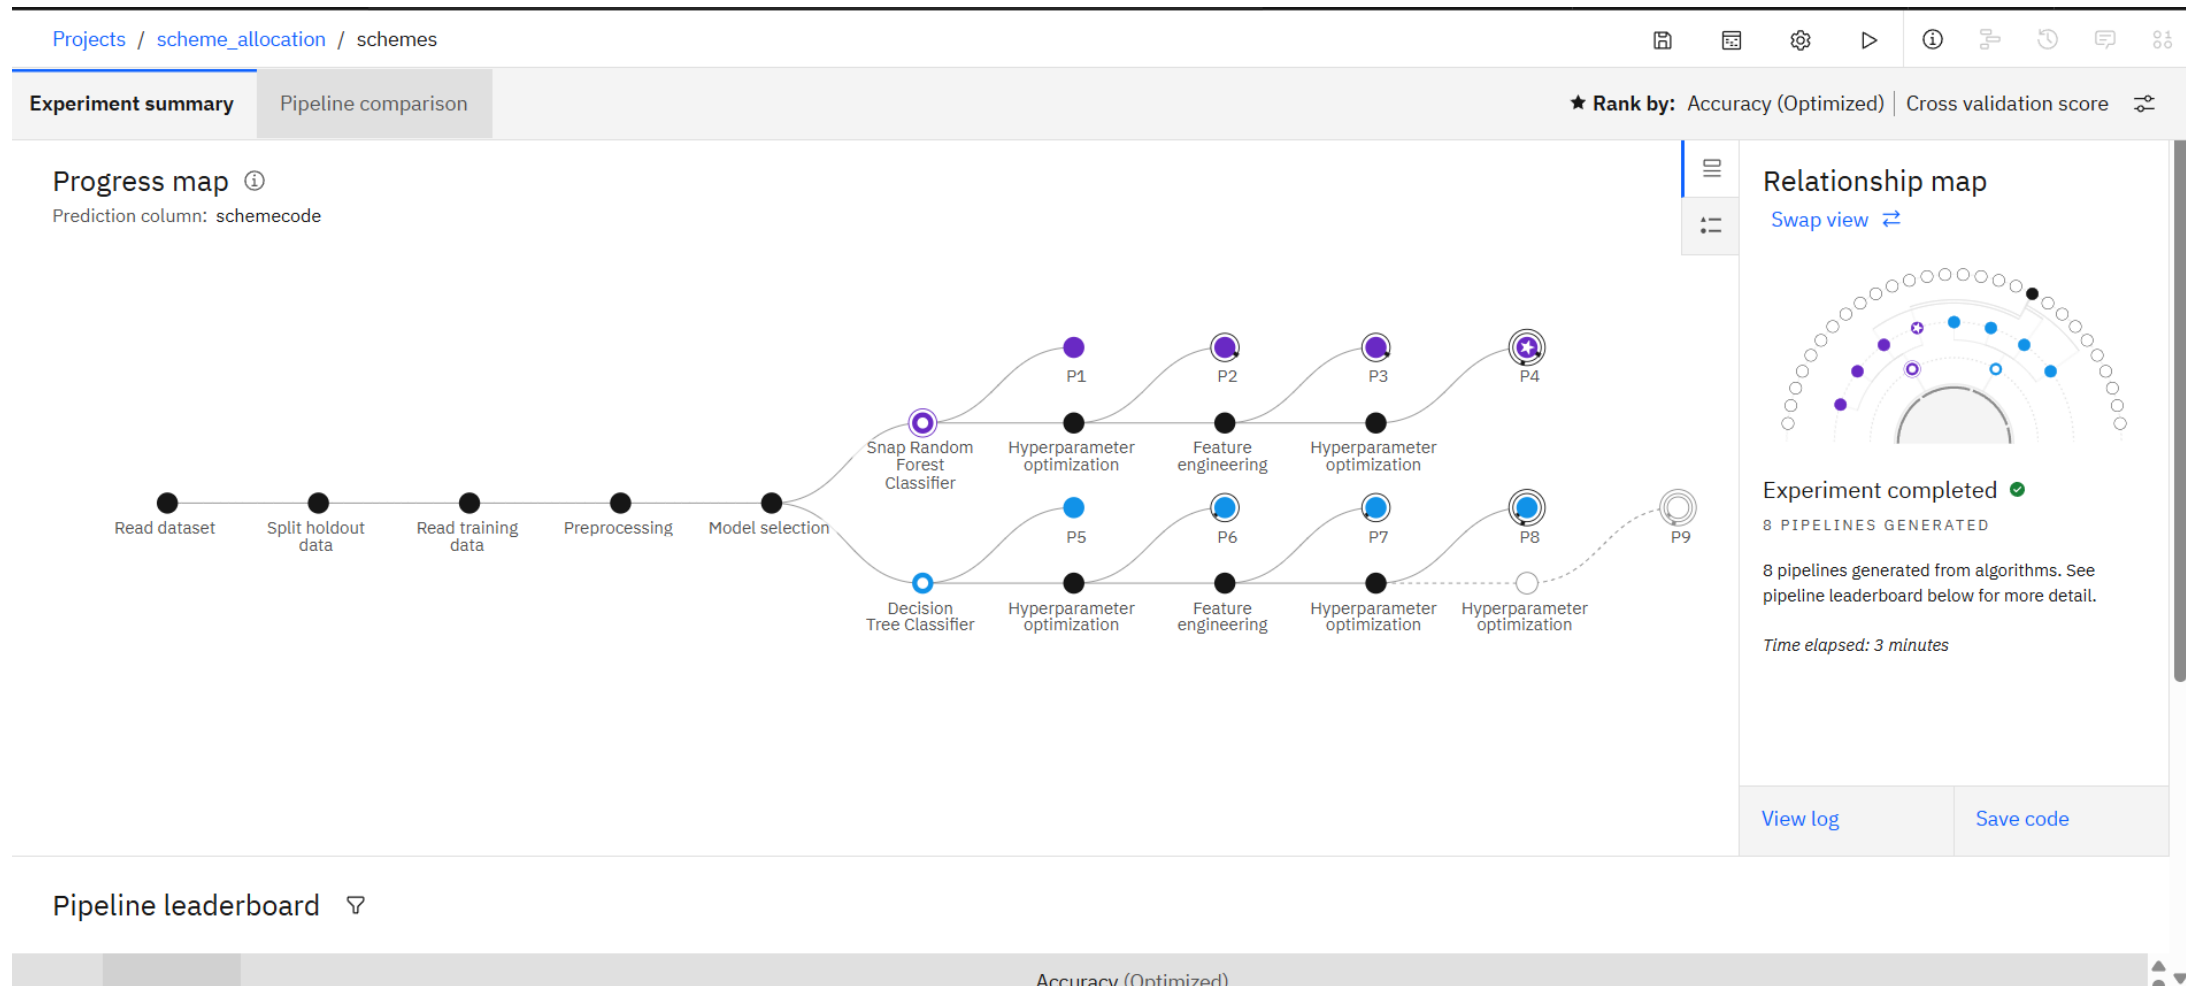 Projects / scheme_allocation / schemes
Experiment summary
Pipeline comparison
★ Rank by: Accuracy (Optimized) | Cross validation score
Progress map
Prediction column: schemecode
Relationship map
Swap view
P1
P2
P3
P4
Snap Random
Forest
Classifier
Hyperparameter
optimization
Feature
engineering
Hyperparameter
optimization
Read dataset
Split holdout
data
Read training
data
Preprocessing
Model selection
P5
P6
P7
P8
P9
Decision
Tree Classifier
Hyperparameter
optimization
Feature
engineering
Hyperparameter
optimization
Hyperparameter
optimization
Experiment completed
8 PIPELINES GENERATED
8 pipelines generated from algorithms. See
pipeline leaderboard below for more detail.
Time elapsed: 3 minutes
View log
Save code
Pipeline leaderboard
Accuracy (Optimized)